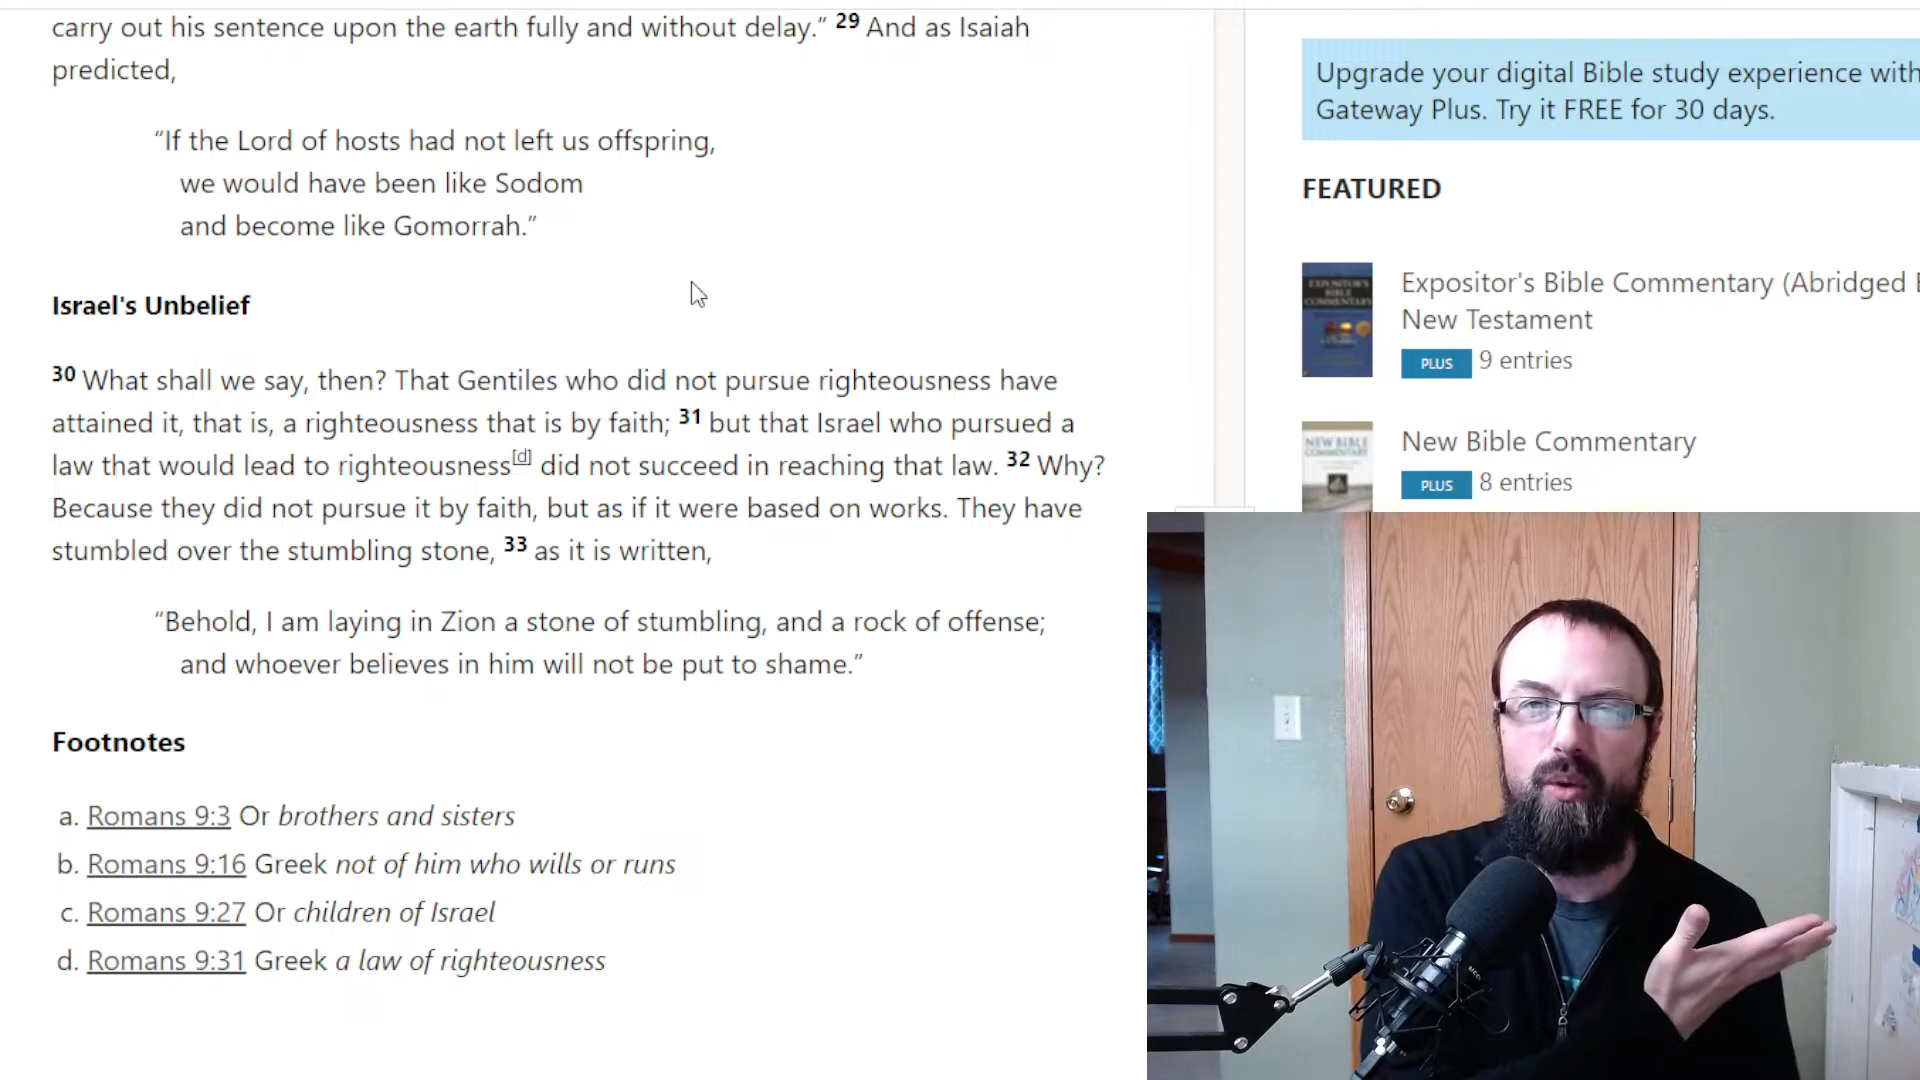 carry out his sentence upon the earth fully and without delay.” 29 And as Isaiah
predicted,
“If the Lord of hosts had not left us offspring,
we would have been like Sodom
and become like Gomorrah.”
Israel's Unbelief
30 What shall we say, then? That Gentiles who did not pursue righteousness have
attained it, that is, a righteousness that is by faith; 31 but that Israel who pursued a
law that would lead to righteousness[d] did not succeed in reaching that law. 32 Why?
Because they did not pursue it by faith, but as if it were based on works. They have
stumbled over the stumbling stone, 33 as it is written,
“Behold, I am laying in Zion a stone of stumbling, and a rock of offense;
and whoever believes in him will not be put to shame.”
Footnotes
a. Romans 9:3 Or brothers and sisters
b. Romans 9:16 Greek not of him who wills or runs
c. Romans 9:27 Or children of Israel
d. Romans 9:31 Greek a law of righteousness
Upgrade your digital Bible study experience with
Gateway Plus. Try it FREE for 30 days.
FEATURED
EXPOSITOR'S
BIBLE
COMMENTARY
Expositor's Bible Commentary (Abridged
New Testament
PLUS 9 entries
NEW BIBLE
COMMENTARY
New Bible Commentary
PLUS 8 entries